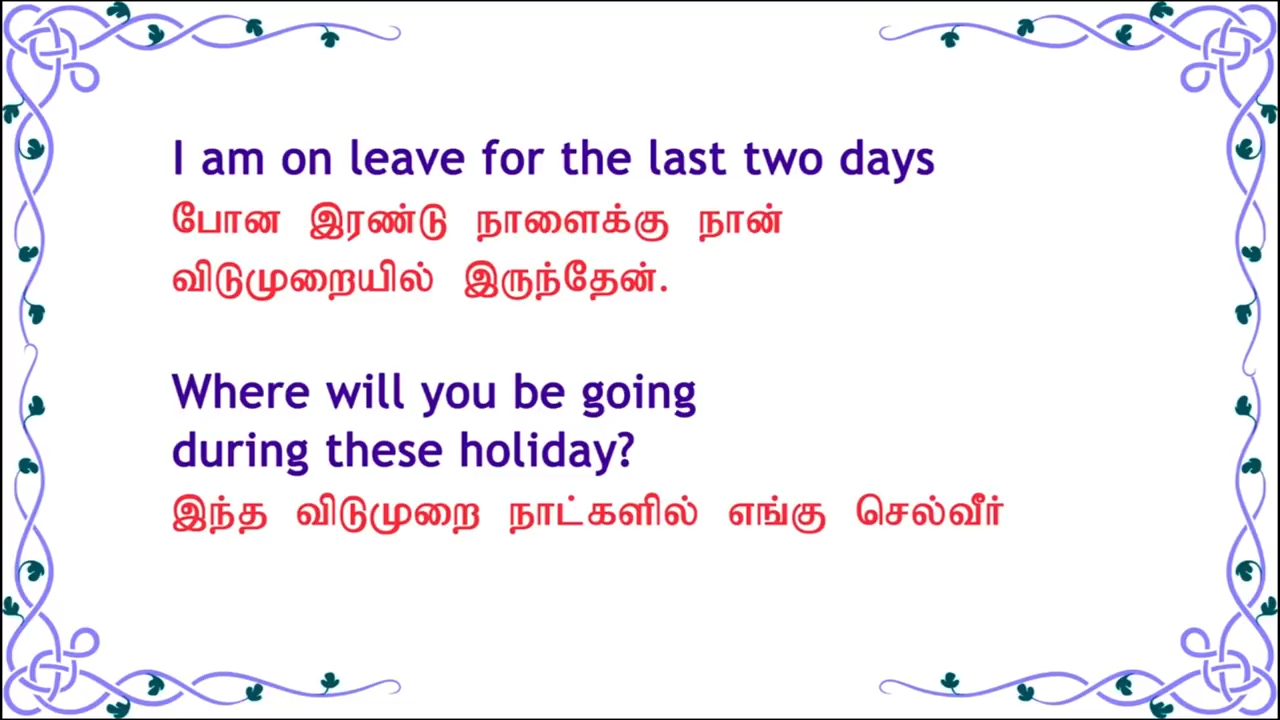 I am on leave for the last two days
போன இரண்டு நாளைக்கு நான்
விடுமுறையில் இருந்தேன்.
Where will you be going
during these holiday?
இந்த விடுமுறை நாட்களில் எங்கு செல்வீர்